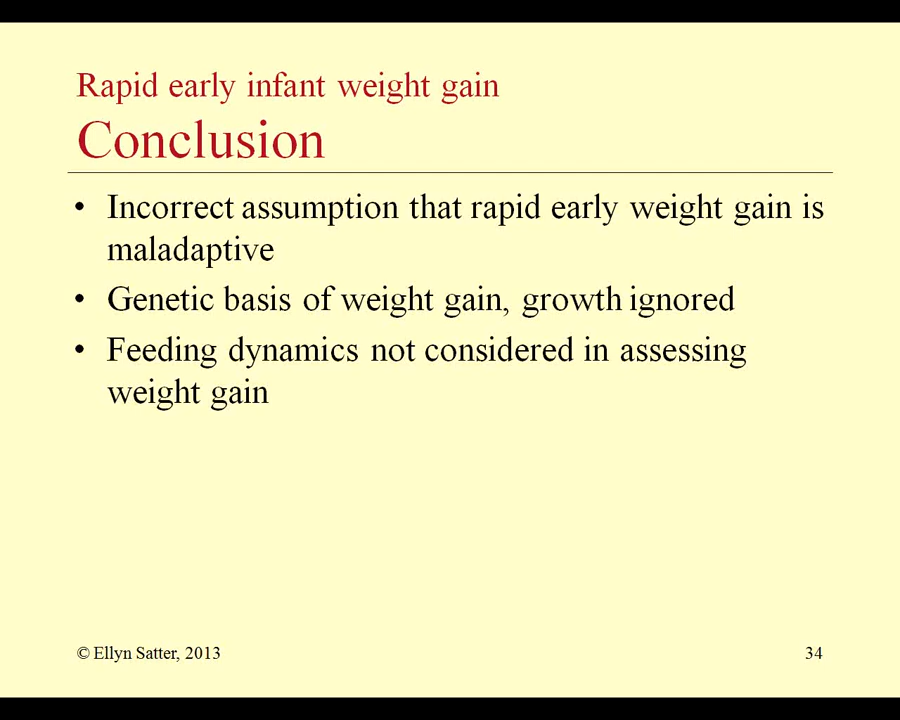 Rapid early infant weight gain
Conclusion
• Incorrect assumption that rapid early weight gain is
maladaptive
• Genetic basis of weight gain, growth ignored
• Feeding dynamics not considered in assessing
weight gain
© Ellyn Satter, 2013
34